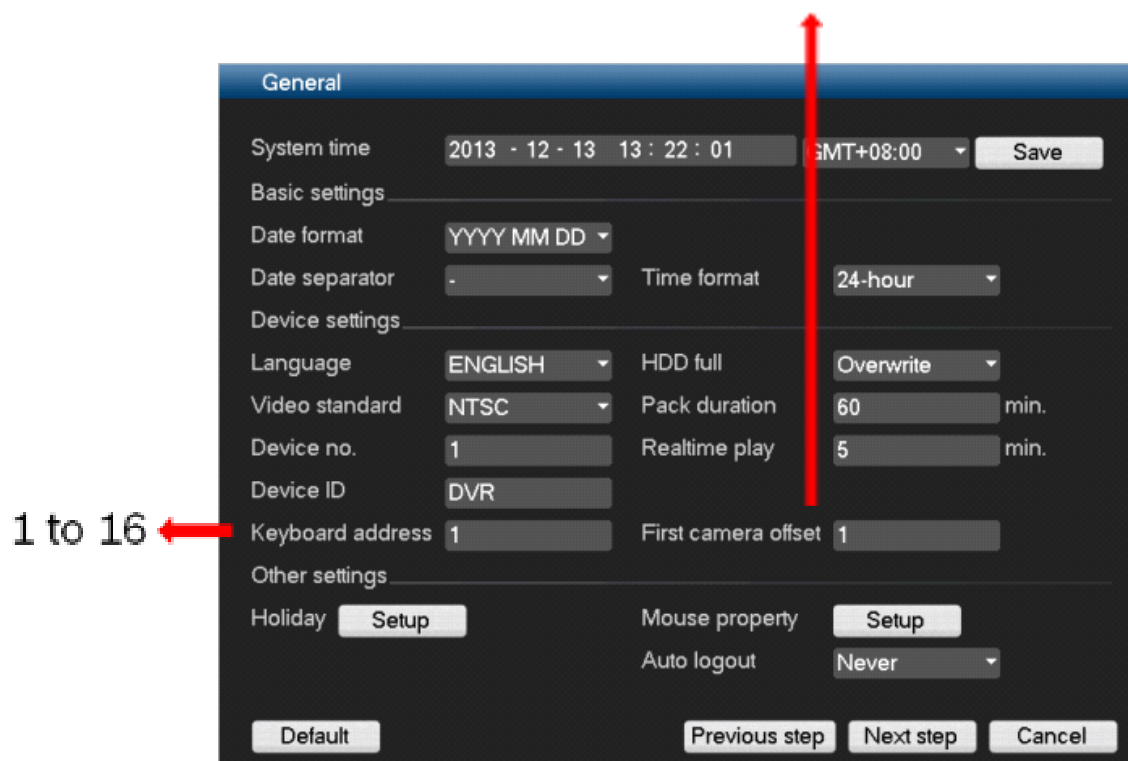 General
System time 2013 - 12 - 13 13 : 22 : 01 GMT+08:00 Save
Basic settings
Date format YYYY MM DD
Date separator - Time format 24-hour
Device settings
Language ENGLISH HDD full Overwrite
Video standard NTSC Pack duration 60 min.
Device no. 1 Realtime play 5 min.
Device ID DVR
1 to 16 Keyboard address 1 First camera offset 1
Other settings
Holiday Setup Mouse property Setup
Auto logout Never
Default Previous step Next step Cancel